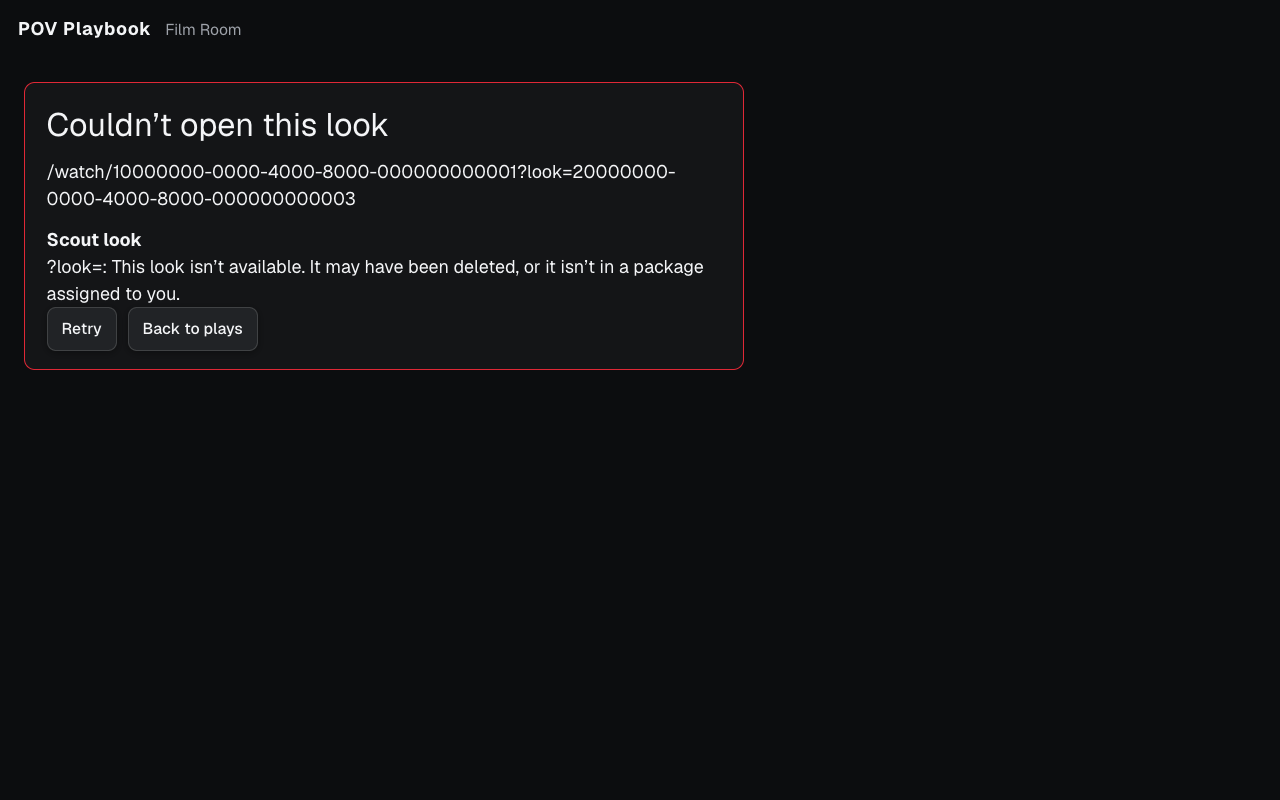 POV Playbook Film Room
Couldn’t open this look
/watch/10000000-0000-4000-8000-000000000001?look=20000000-
0000-4000-8000-000000000003
Scout look
?look=: This look isn’t available. It may have been deleted, or it isn’t in a package
assigned to you.
Retry Back to plays